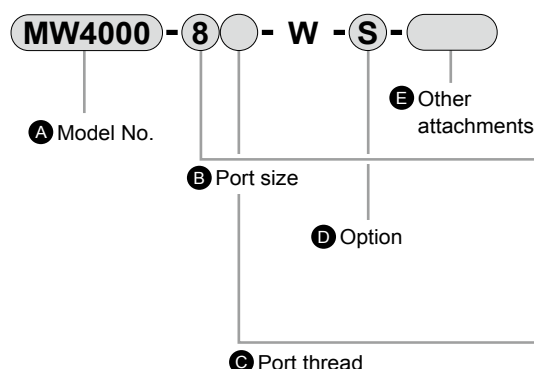 MW4000 - 8 - W - S -
E Other
attachments
A Model No.
B Port size
D Option
C Port thread